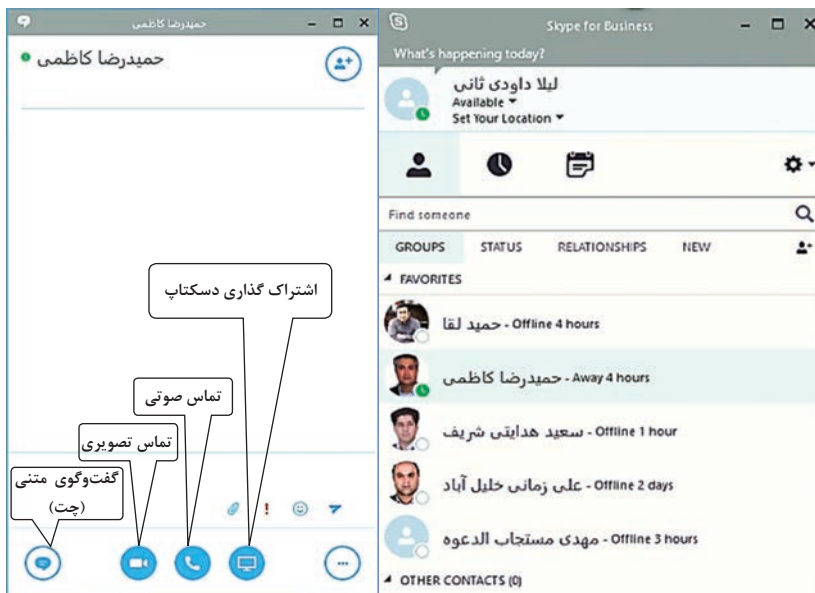 حمیدرضا کاظمی
حمیدرضا کاظمی
اشتراک گذاری دسکتاپ
تماس صوتی
تماس تصویری
گفت‌وگوی متنی
(چت)
Skype for Business
What's happening today?
لیلا داودی ثانی
Available
Set Your Location
Find someone
GROUPS STATUS RELATIONSHIPS NEW
FAVORITES
حمید لقا - Offline 4 hours
حمیدرضا کاظمی - Away 4 hours
سعید هدایتی شریف - Offline 1 hour
علی زمانی خلیل آباد - Offline 2 days
مهدی مستجاب الدعوه - Offline 3 hours
OTHER CONTACTS (0)